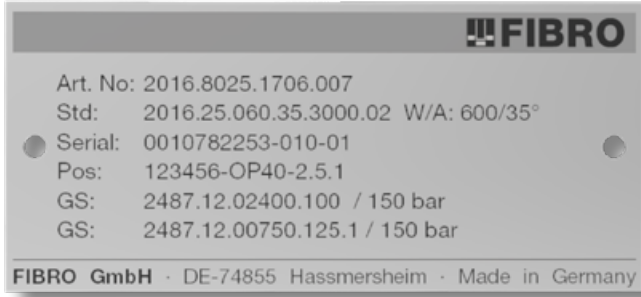 FIBRO
Art. No: 2016.8025.1706.007
Std: 2016.25.060.35.3000.02 W/A: 600/35°
Serial: 0010782253-010-01
Pos: 123456-OP40-2.5.1
GS: 2487.12.02400.100 / 150 bar
GS: 2487.12.00750.125.1 / 150 bar
FIBRO GmbH · DE-74855 Hassmersheim · Made in Germany